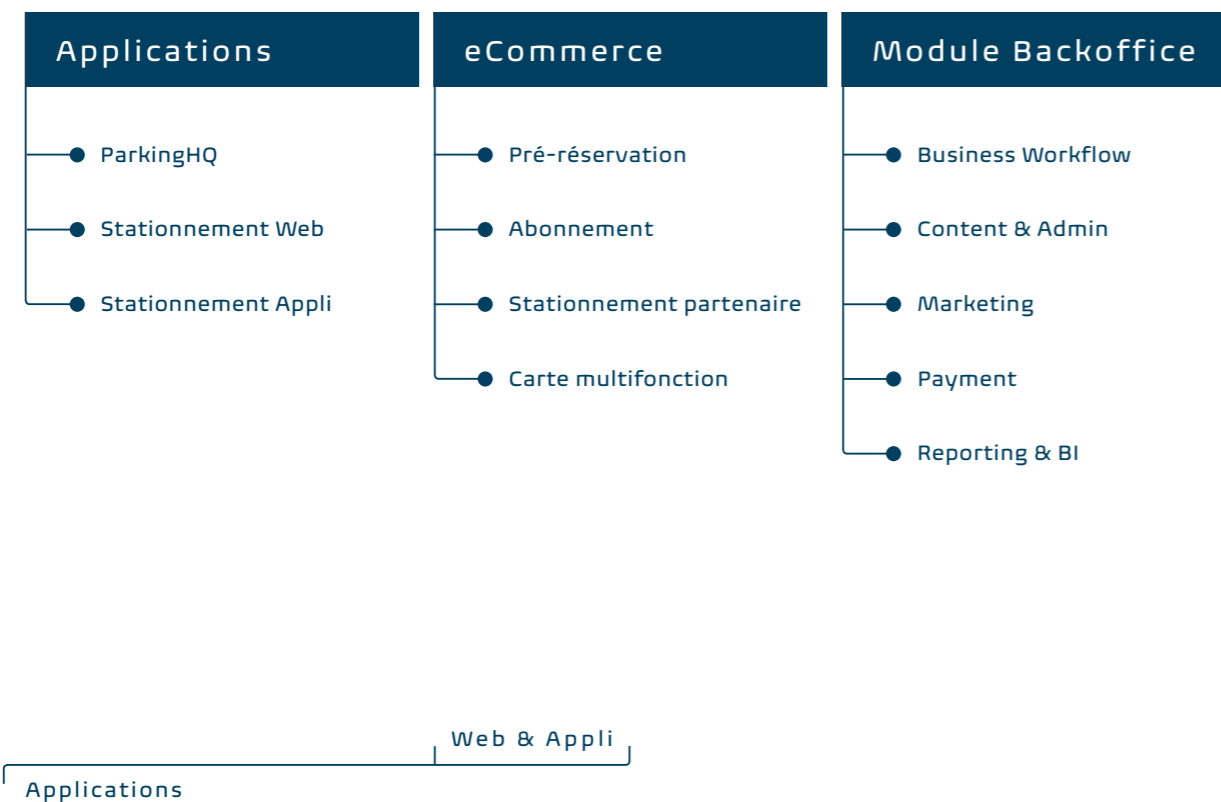 Applications
ParkingHQ
Stationnement Web
Stationnement Appli
eCommerce
Pré-réservation
Abonnement
Stationnement partenaire
Carte multifonction
Module Backoffice
Business Workflow
Content & Admin
Marketing
Payment
Reporting & BI
Web & Appli
Applications